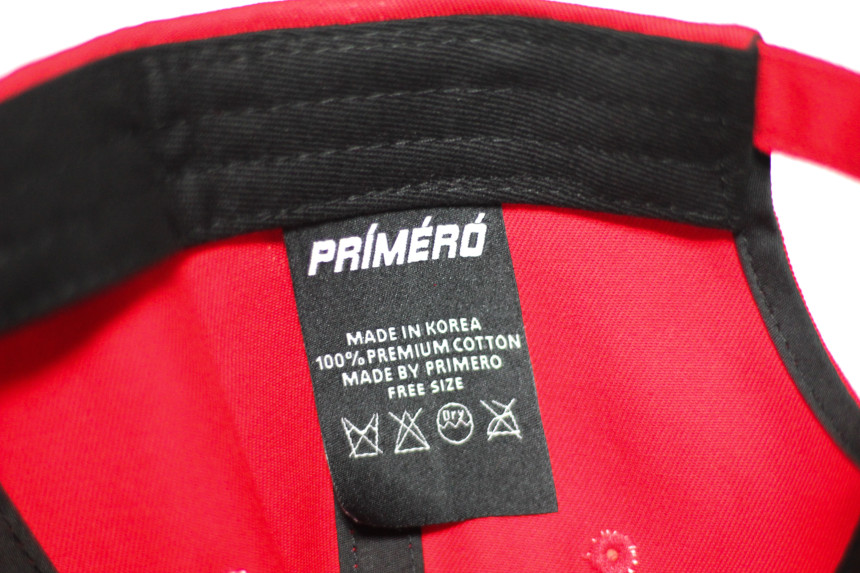 PRÍMÉRÓ
MADE IN KOREA
100% PREMIUM COTTON
MADE BY PRIMERO
FREE SIZE
Dry